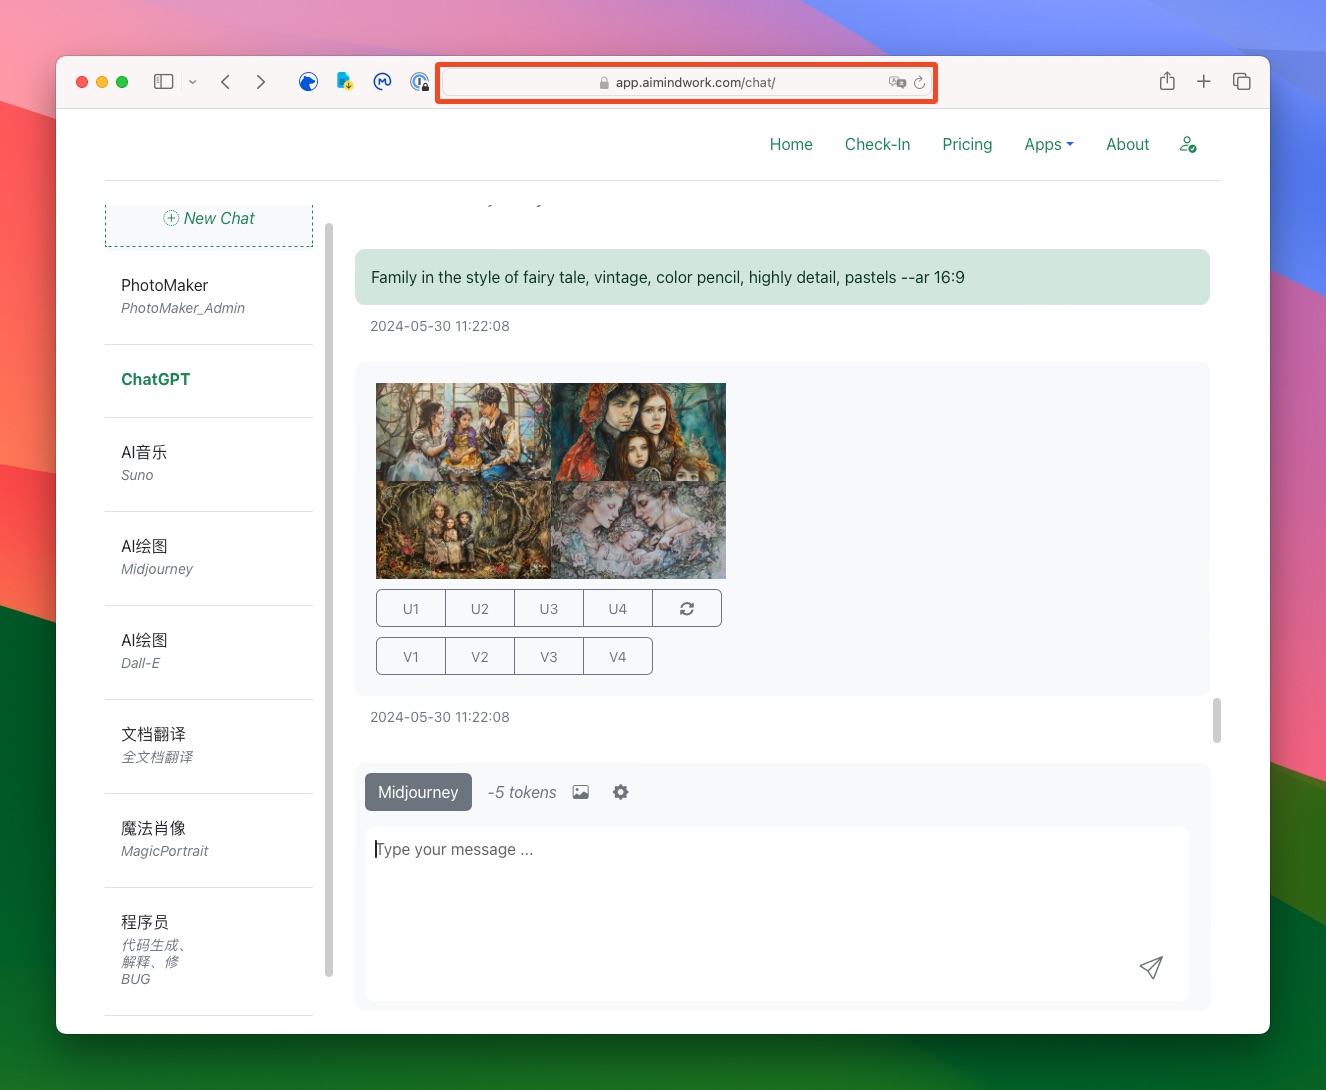 app.aimindwork.com/chat/
Home Check-In Pricing Apps About
New Chat
PhotoMaker
PhotoMaker_Admin
ChatGPT
AI音乐
Suno
AI绘图
Midjourney
AI绘图
Dall-E
文档翻译
全文档翻译
魔法肖像
MagicPortrait
程序员
代码生成、
解释、修
BUG
Family in the style of fairy tale, vintage, color pencil, highly detail, pastels --ar 16:9
2024-05-30 11:22:08
U1 U2 U3 U4
V1 V2 V3 V4
2024-05-30 11:22:08
Midjourney -5 tokens
Type your message ...